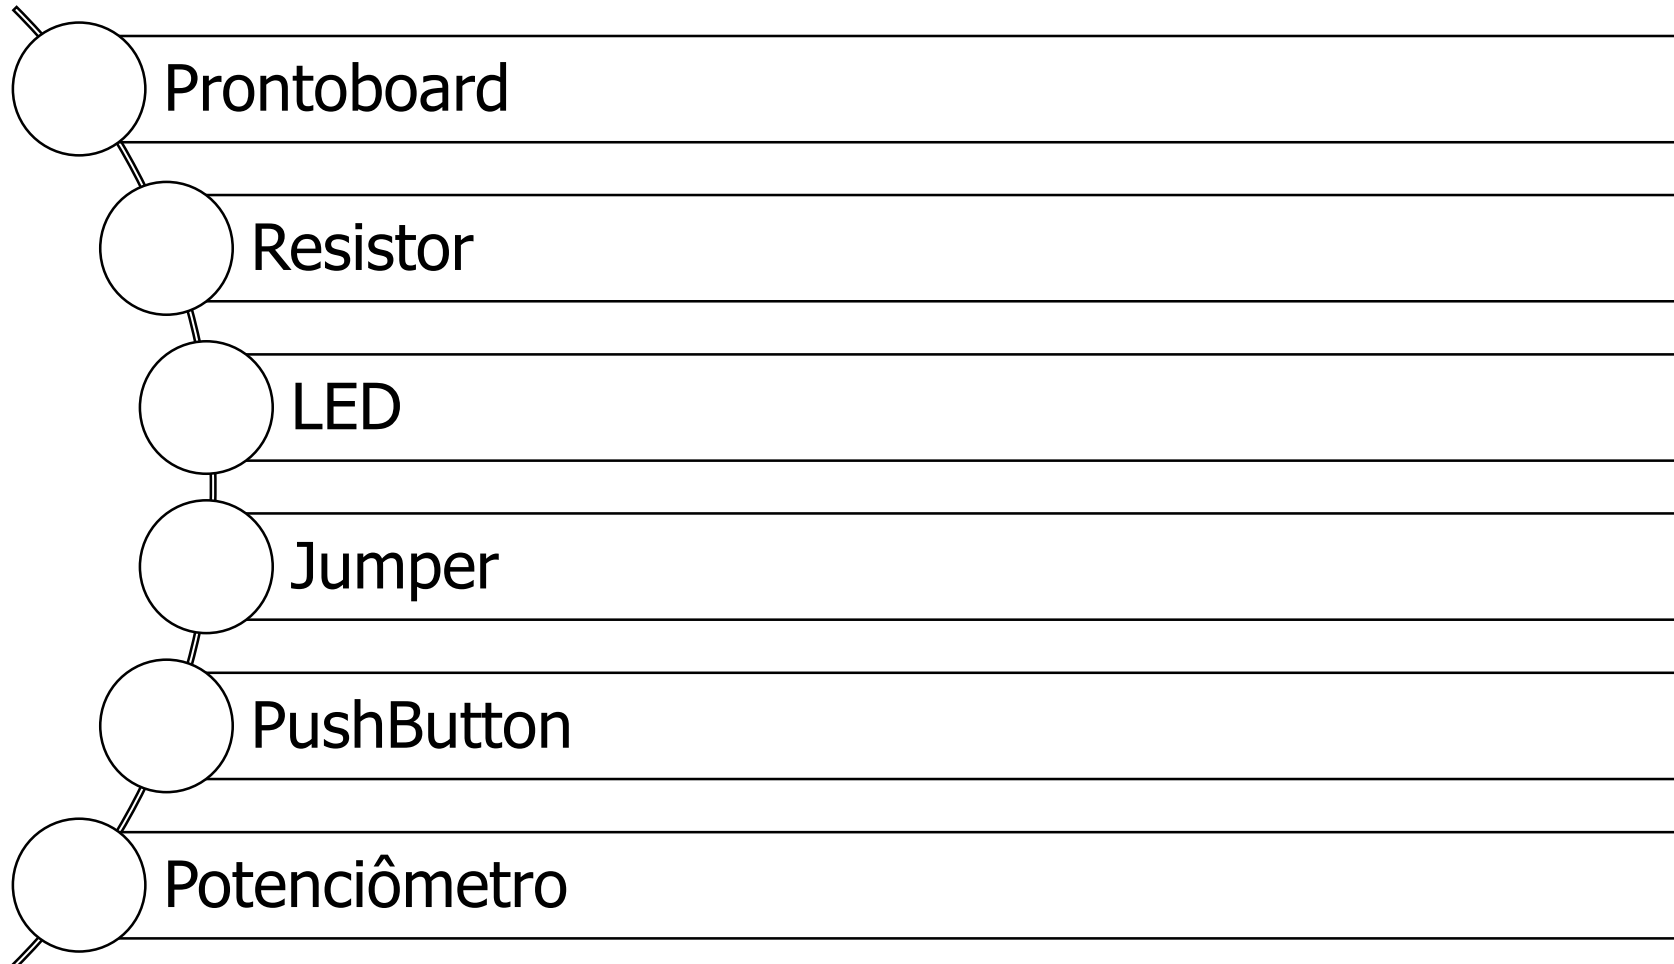 Prontoboard
Resistor
LED
Jumper
PushButton
Potenciômetro